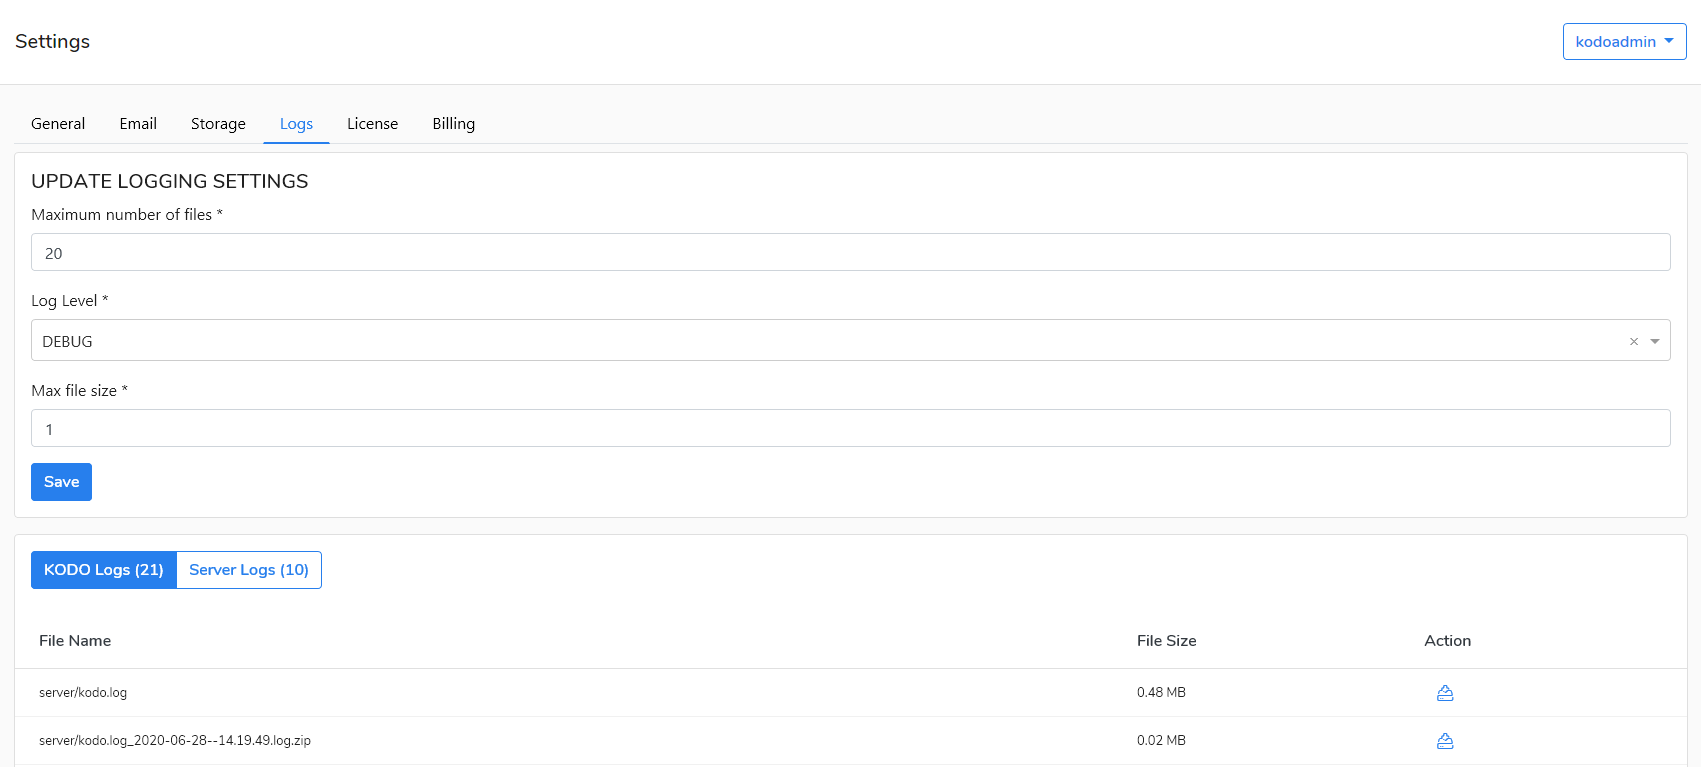 Settings
kodoadmin
General Email Storage Logs License Billing
UPDATE LOGGING SETTINGS
Maximum number of files *
20
Log Level *
DEBUG
Max file size *
1
Save
KODO Logs (21) Server Logs (10)
File Name File Size Action
server/kodo.log 0.48 MB
server/kodo.log_2020-06-28--14.19.49.log.zip 0.02 MB